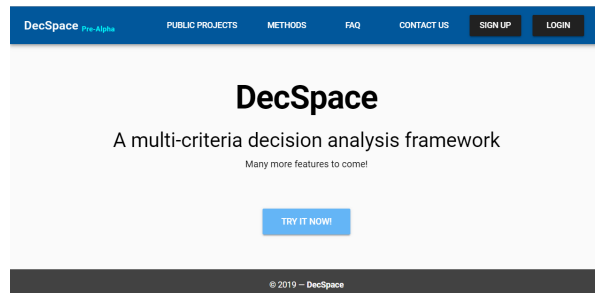 DecSpace Pre-Alpha PUBLIC PROJECTS METHODS FAQ CONTACT US SIGN UP LOGIN
DecSpace
A multi-criteria decision analysis framework
Many more features to come!
TRY IT NOW!
© 2019 — DecSpace